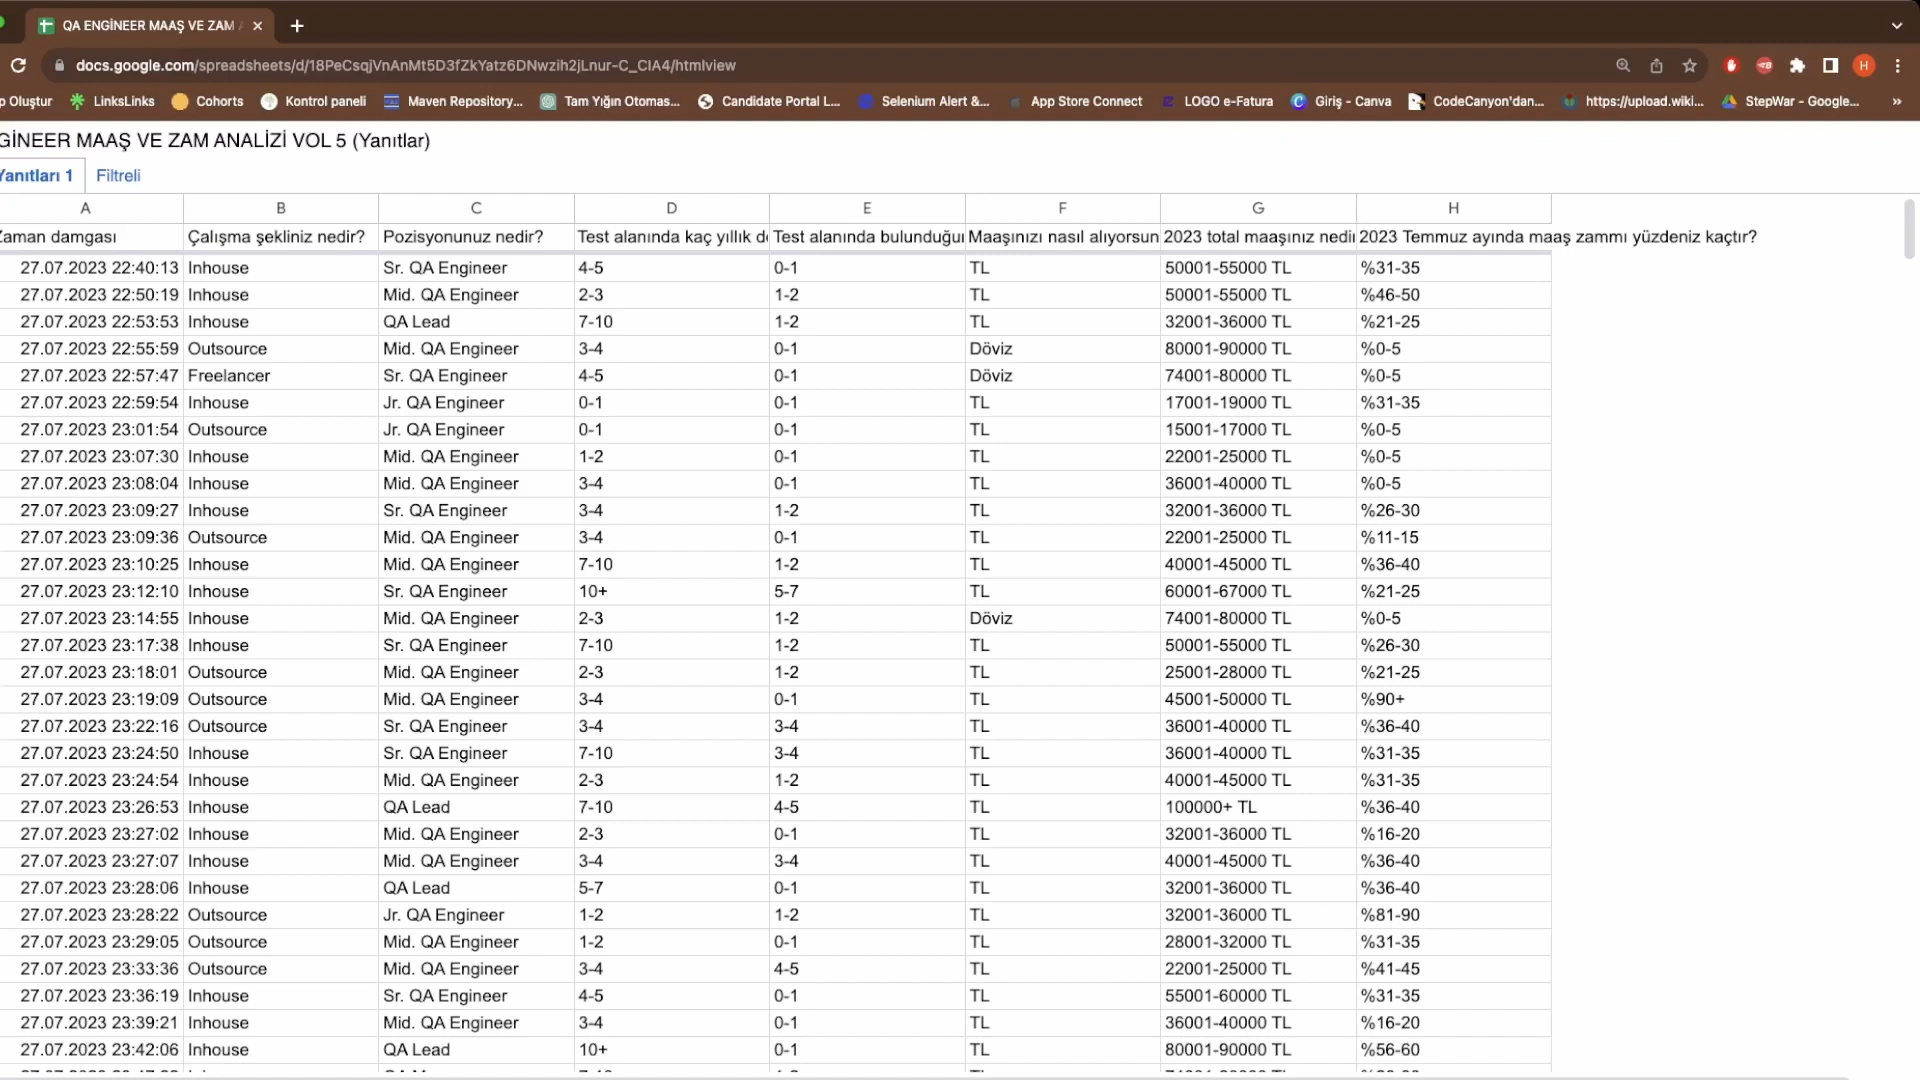 QA ENGİNEER MAAŞ VE ZAM
docs.google.com/spreadsheets/d/18PeCsqjVnAnMt5D3fZkYatz6DNwzih2jLnur-C_CIA4/htmlview
p Oluştur LinksLinks Cohorts Kontrol paneli Maven Repository... Tam Yığın Otomas... Candidate Portal L... Selenium Alert &... App Store Connect LOGO e-Fatura Giriş - Canva CodeCanyon'dan... https://upload.wiki... StepWar - Google... »
GİNEER MAAŞ VE ZAM ANALİZİ VOL 5 (Yanıtlar)
Yanıtları 1 Filtreli
A B C D E F G H
Zaman damgası Çalışma şekliniz nedir? Pozisyonunuz nedir? Test alanında kaç yıllık de Test alanında bulunduğu Maaşınızı nasıl alıyorsun 2023 total maaşınız nedi 2023 Temmuz ayında maaş zammı yüzdeniz kaçtır?
27.07.2023 22:40:13 Inhouse Sr. QA Engineer 4-5 0-1 TL 50001-55000 TL %31-35
27.07.2023 22:50:19 Inhouse Mid. QA Engineer 2-3 1-2 TL 50001-55000 TL %46-50
27.07.2023 22:53:53 Inhouse QA Lead 7-10 1-2 TL 32001-36000 TL %21-25
27.07.2023 22:55:59 Outsource Mid. QA Engineer 3-4 0-1 Döviz 80001-90000 TL %0-5
27.07.2023 22:57:47 Freelancer Sr. QA Engineer 4-5 0-1 Döviz 74001-80000 TL %0-5
27.07.2023 22:59:54 Inhouse Jr. QA Engineer 0-1 0-1 TL 17001-19000 TL %31-35
27.07.2023 23:01:54 Outsource Jr. QA Engineer 0-1 0-1 TL 15001-17000 TL %0-5
27.07.2023 23:07:30 Inhouse Mid. QA Engineer 1-2 0-1 TL 22001-25000 TL %0-5
27.07.2023 23:08:04 Inhouse Mid. QA Engineer 3-4 0-1 TL 36001-40000 TL %0-5
27.07.2023 23:09:27 Inhouse Sr. QA Engineer 3-4 1-2 TL 32001-36000 TL %26-30
27.07.2023 23:09:36 Outsource Mid. QA Engineer 3-4 0-1 TL 22001-25000 TL %11-15
27.07.2023 23:10:25 Inhouse Mid. QA Engineer 7-10 1-2 TL 40001-45000 TL %36-40
27.07.2023 23:12:10 Inhouse Sr. QA Engineer 10+ 5-7 TL 60001-67000 TL %21-25
27.07.2023 23:14:55 Inhouse Mid. QA Engineer 2-3 1-2 Döviz 74001-80000 TL %0-5
27.07.2023 23:17:38 Inhouse Sr. QA Engineer 7-10 1-2 TL 50001-55000 TL %26-30
27.07.2023 23:18:01 Outsource Mid. QA Engineer 2-3 1-2 TL 25001-28000 TL %21-25
27.07.2023 23:19:09 Outsource Mid. QA Engineer 3-4 0-1 TL 45001-50000 TL %90+
27.07.2023 23:22:16 Outsource Sr. QA Engineer 3-4 3-4 TL 36001-40000 TL %36-40
27.07.2023 23:24:50 Inhouse Sr. QA Engineer 7-10 3-4 TL 36001-40000 TL %31-35
27.07.2023 23:24:54 Inhouse Mid. QA Engineer 2-3 1-2 TL 40001-45000 TL %31-35
27.07.2023 23:26:53 Inhouse QA Lead 7-10 4-5 TL 100000+ TL %36-40
27.07.2023 23:27:02 Inhouse Mid. QA Engineer 2-3 0-1 TL 32001-36000 TL %16-20
27.07.2023 23:27:07 Inhouse Mid. QA Engineer 3-4 3-4 TL 40001-45000 TL %36-40
27.07.2023 23:28:06 Inhouse QA Lead 5-7 0-1 TL 32001-36000 TL %36-40
27.07.2023 23:28:22 Outsource Jr. QA Engineer 1-2 1-2 TL 32001-36000 TL %81-90
27.07.2023 23:29:05 Outsource Mid. QA Engineer 1-2 0-1 TL 28001-32000 TL %31-35
27.07.2023 23:33:36 Outsource Mid. QA Engineer 3-4 4-5 TL 22001-25000 TL %41-45
27.07.2023 23:36:19 Inhouse Sr. QA Engineer 4-5 0-1 TL 55001-60000 TL %31-35
27.07.2023 23:39:21 Inhouse Mid. QA Engineer 3-4 0-1 TL 36001-40000 TL %16-20
27.07.2023 23:42:06 Inhouse QA Lead 10+ 0-1 TL 80001-90000 TL %56-60